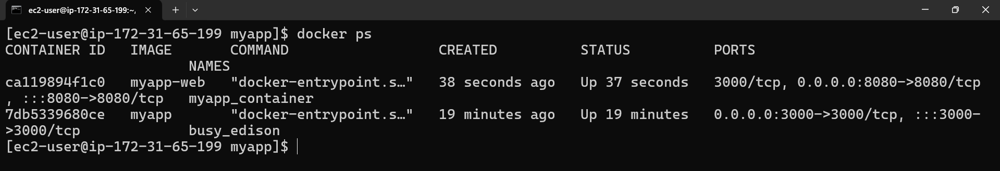 ec2-user@ip-172-31-65-199:~,
[ec2-user@ip-172-31-65-199 myapp]$ docker ps
CONTAINER ID   IMAGE       COMMAND                  CREATED          STATUS          PORTS
                      NAMES
ca119894f1c0   myapp-web   "docker-entrypoint.s…"   38 seconds ago   Up 37 seconds   3000/tcp, 0.0.0.0:8080->8080/tcp
, :::8080->8080/tcp   myapp_container
7db5339680ce   myapp       "docker-entrypoint.s…"   19 minutes ago   Up 19 minutes   0.0.0.0:3000->3000/tcp, :::3000-
>3000/tcp             busy_edison
[ec2-user@ip-172-31-65-199 myapp]$